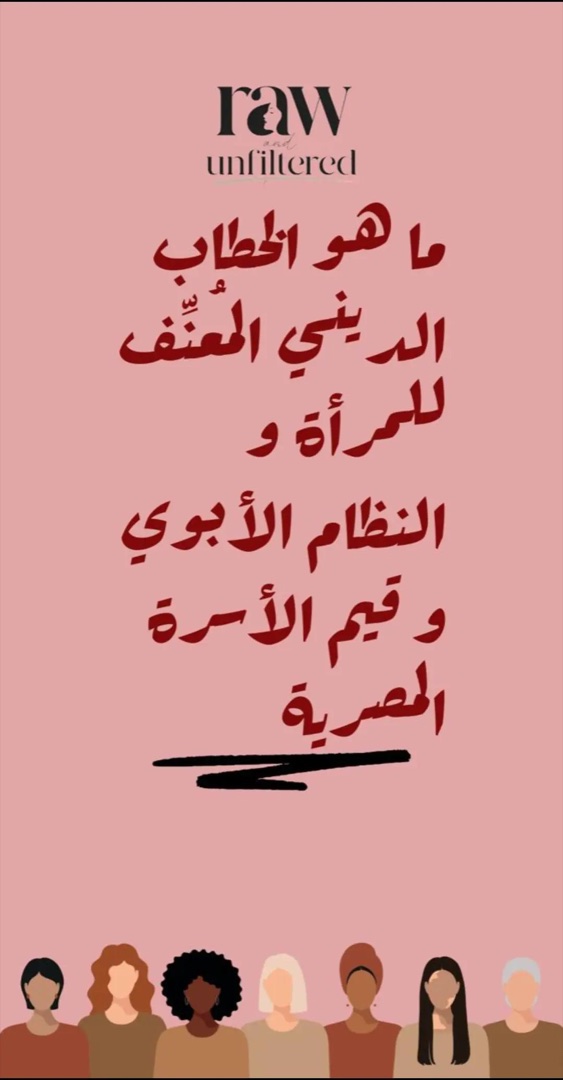 raw
and
unfiltered
ما هو الخطاب
الديني المُعنِّف
للمرأة و
النظام الأبوي
و قيم الأسرة
المصرية